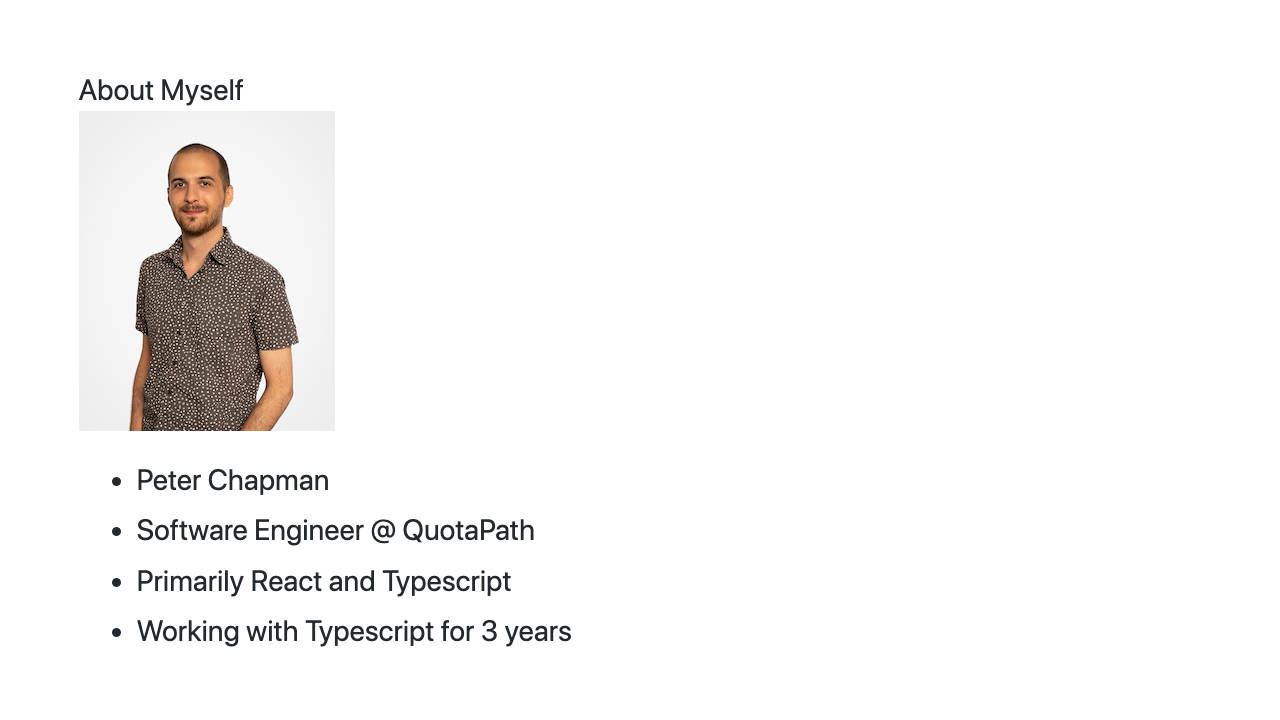 About Myself
Peter Chapman
Software Engineer @ QuotaPath
Primarily React and Typescript
Working with Typescript for 3 years